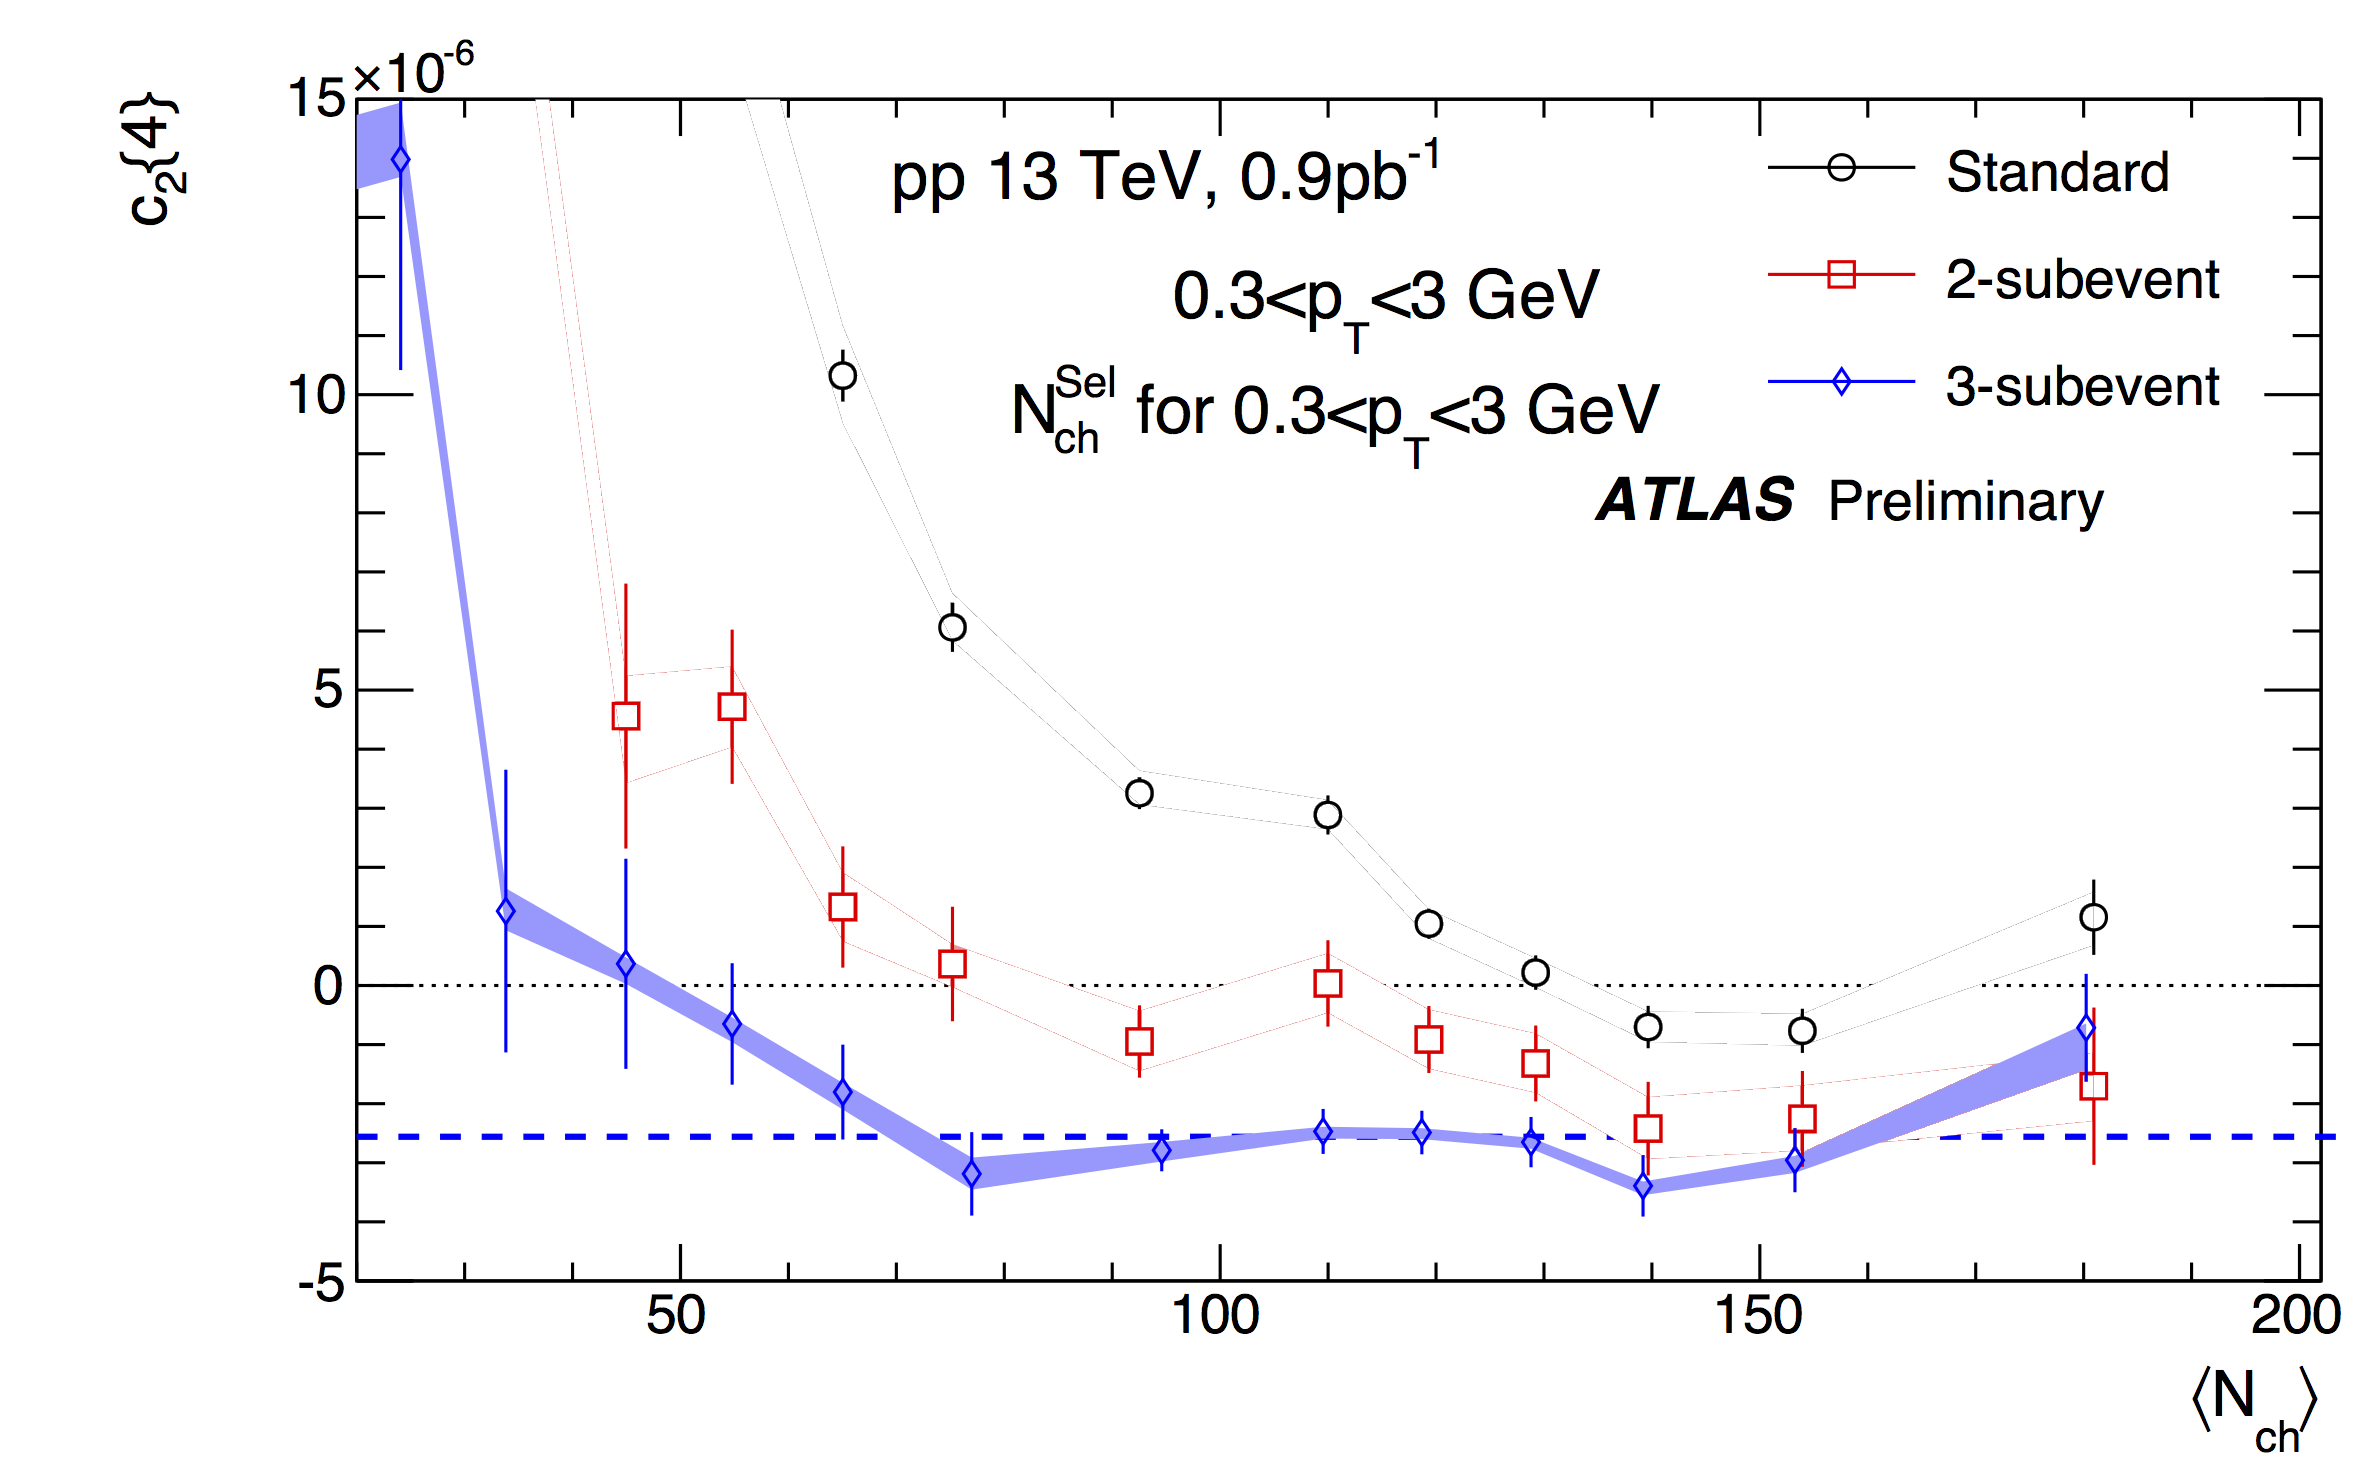 15×10⁻⁶
c₂{4}
pp 13 TeV, 0.9pb⁻¹
0.3<p_T<3 GeV
N_ch^Sel for 0.3<p_T<3 GeV
ATLAS Preliminary
Standard
2-subevent
3-subevent
10
5
0
-5
50 100 150 200
⟨N_ch⟩